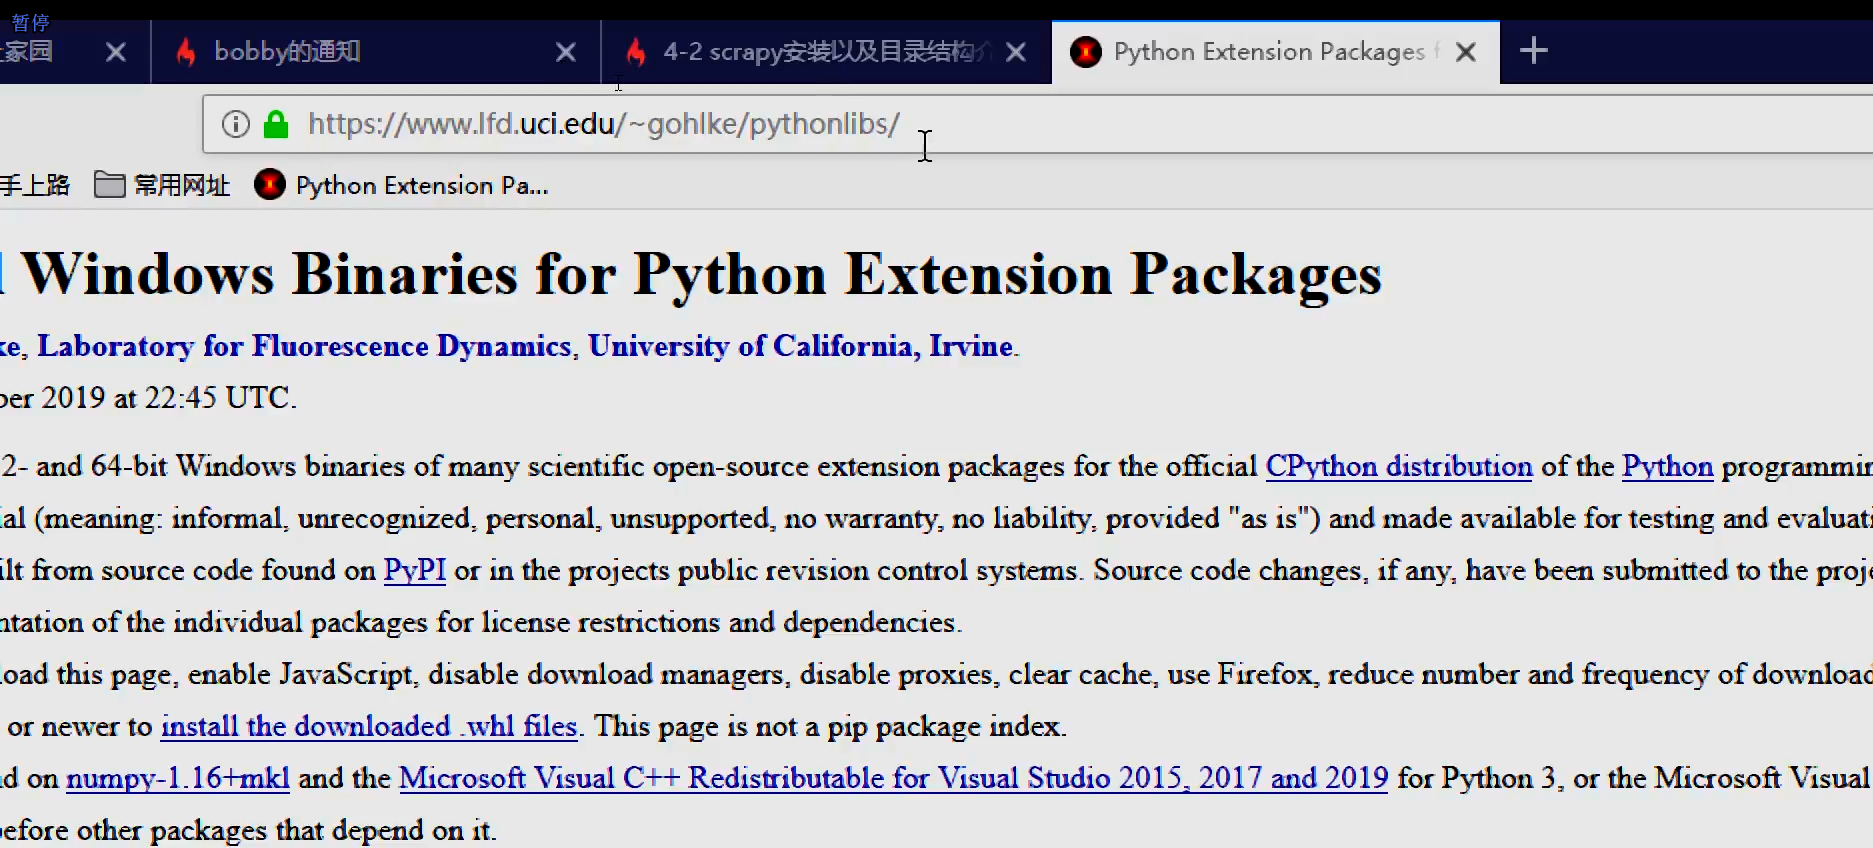 暂停
家园
bobby的通知
4-2 scrapy安装以及目录结构介
Python Extension Packages f
https://www.lfd.uci.edu/~gohlke/pythonlibs/
手上路
常用网址
Python Extension Pa...
Windows Binaries for Python Extension Packages
ke, Laboratory for Fluorescence Dynamics, University of California, Irvine.
ber 2019 at 22:45 UTC.
2- and 64-bit Windows binaries of many scientific open-source extension packages for the official CPython distribution of the Python programmin
ial (meaning: informal, unrecognized, personal, unsupported, no warranty, no liability, provided "as is") and made available for testing and evaluati
ilt from source code found on PyPI or in the projects public revision control systems. Source code changes, if any, have been submitted to the proje
ntation of the individual packages for license restrictions and dependencies.
load this page, enable JavaScript, disable download managers, disable proxies, clear cache, use Firefox, reduce number and frequency of download
or newer to install the downloaded .whl files. This page is not a pip package index.
nd on numpy-1.16+mkl and the Microsoft Visual C++ Redistributable for Visual Studio 2015, 2017 and 2019 for Python 3, or the Microsoft Visual
before other packages that depend on it.